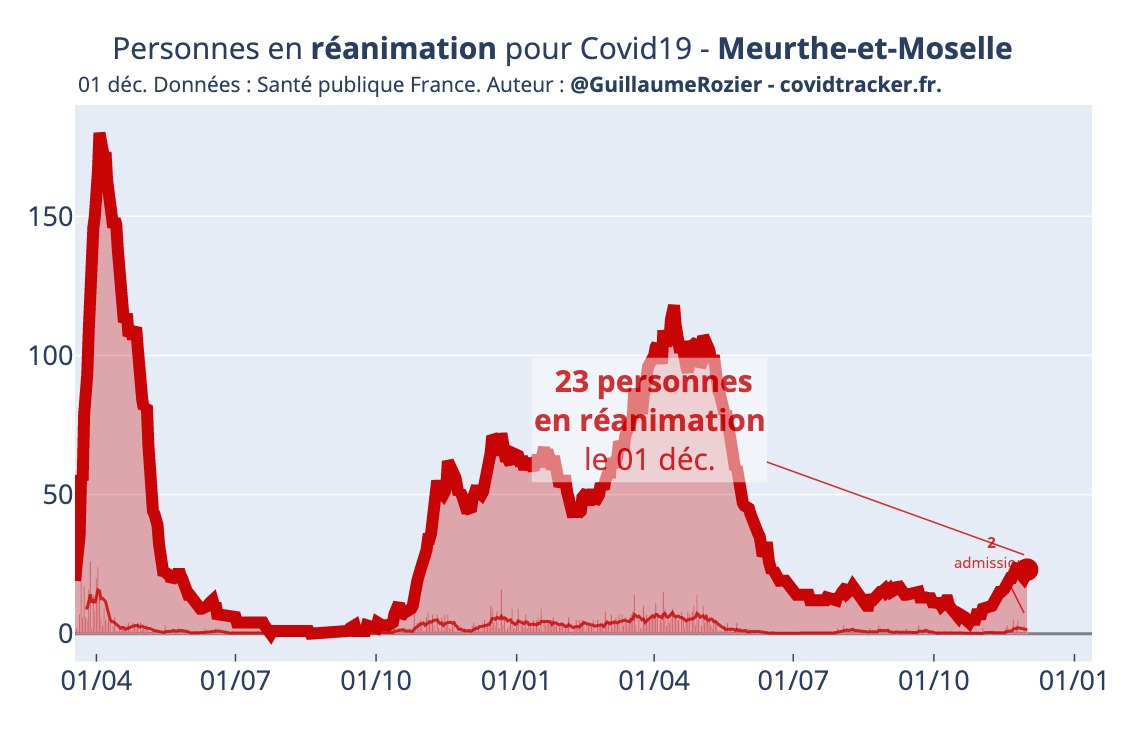 Personnes en réanimation pour Covid19 - Meurthe-et-Moselle
01 déc. Données : Santé publique France. Auteur : @GuillaumeRozier - covidtracker.fr.
150
100
50
0
23 personnes
en réanimation
le 01 déc.
2
01/04
01/07
01/10
01/01
01/04
01/07
01/10
01/01